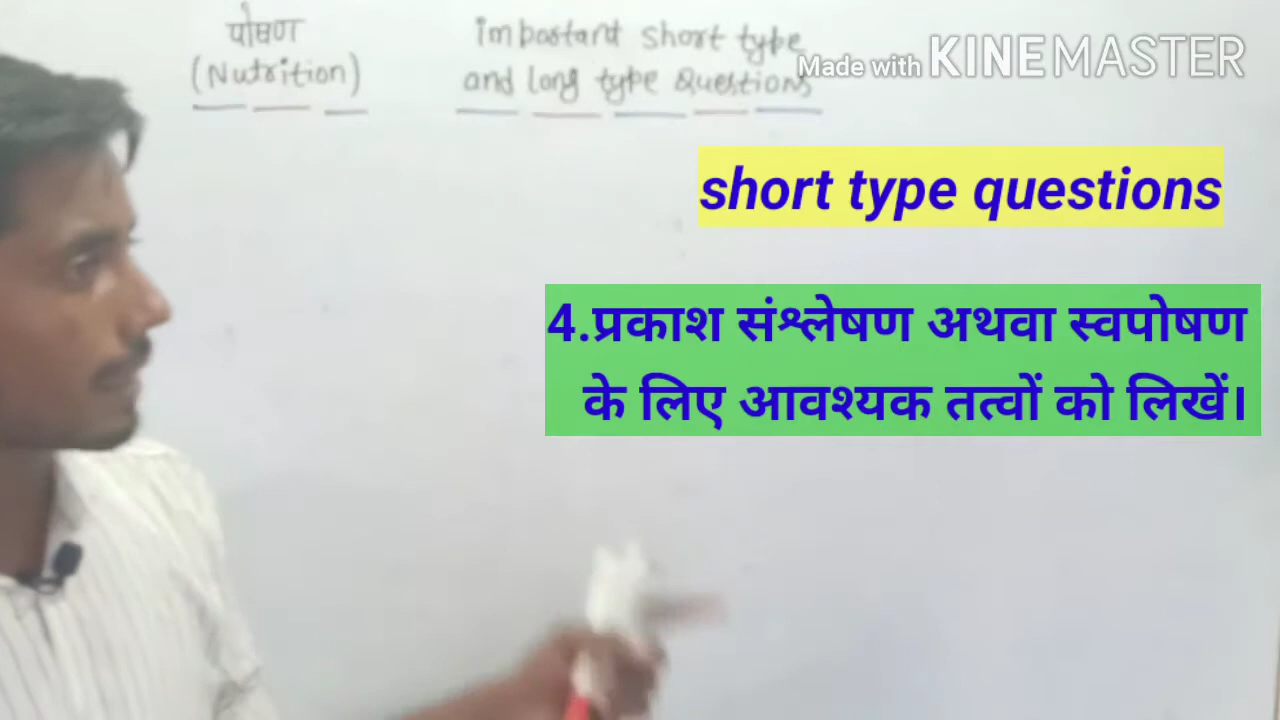 पोषण
(Nutrition)
Important short type
and long type Questions
Made with KINEMASTER
short type questions
4.प्रकाश संश्लेषण अथवा स्वपोषण
के लिए आवश्यक तत्वों को लिखें।